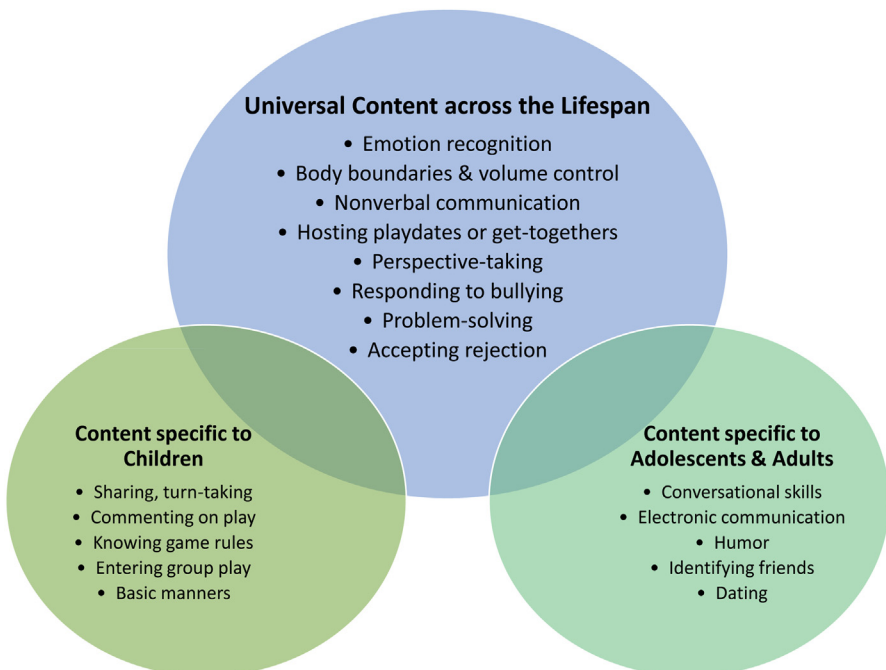 Universal Content across the Lifespan
• Emotion recognition
• Body boundaries & volume control
• Nonverbal communication
• Hosting playdates or get-togethers
• Perspective-taking
• Responding to bullying
• Problem-solving
• Accepting rejection
Content specific to
Children
• Sharing, turn-taking
• Commenting on play
• Knowing game rules
• Entering group play
• Basic manners
Content specific to
Adolescents & Adults
• Conversational skills
• Electronic communication
• Humor
• Identifying friends
• Dating